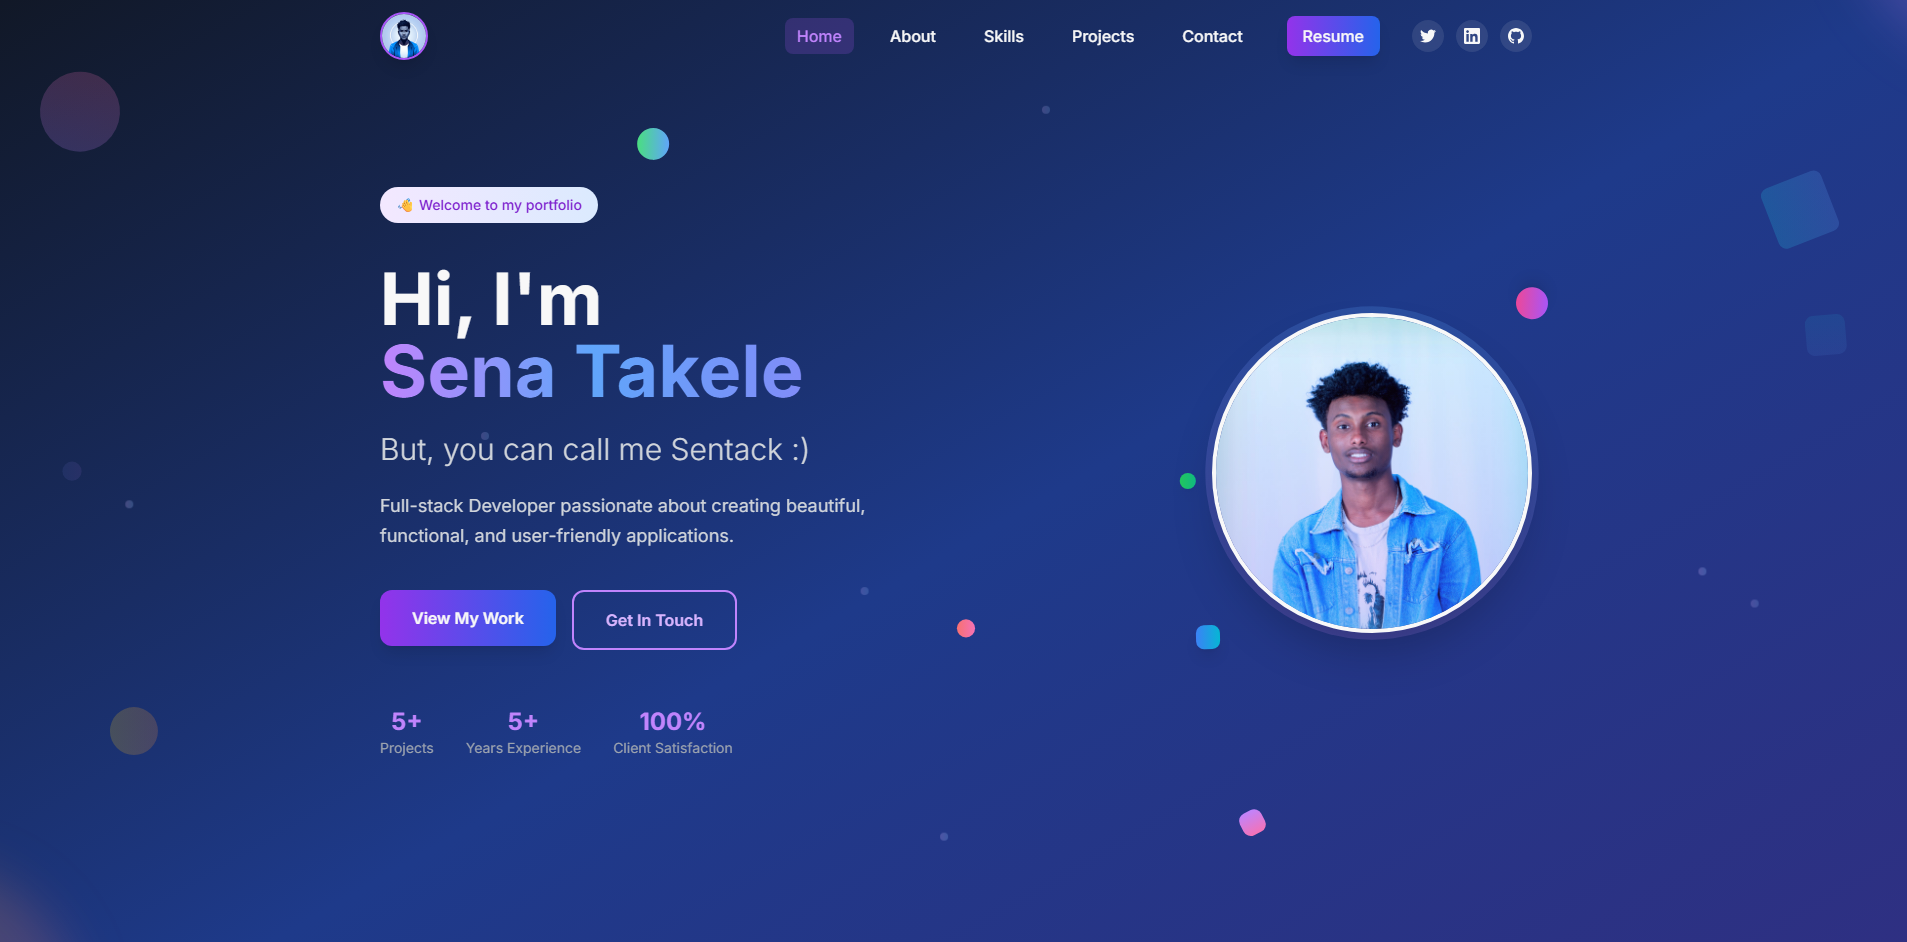 Home
About
Skills
Projects
Contact
Resume
👋 Welcome to my portfolio
Hi, I'm
Sena Takele
But, you can call me Sentack :)
Full-stack Developer passionate about creating beautiful,
functional, and user-friendly applications.
View My Work
Get In Touch
5+
Projects
5+
Years Experience
100%
Client Satisfaction